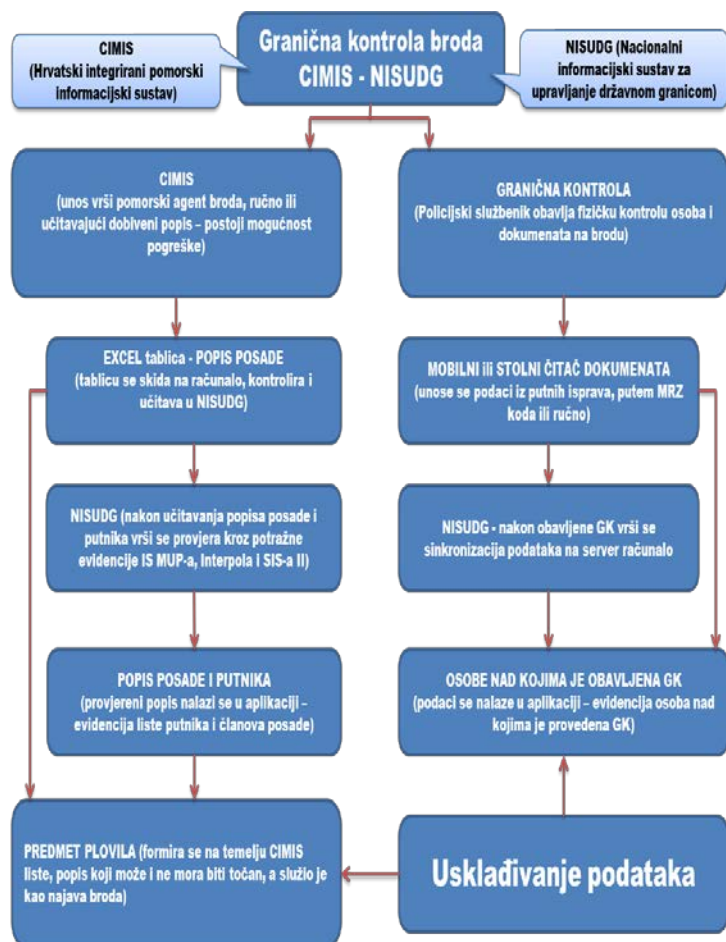 CIMIS
(Hrvatski integrirani pomorski
informacijski sustav)
Granična kontrola broda
CIMIS - NISUDG
NISUDG (Nacionalni
informacijski sustav za
upravljanje državnom
granicom)
CIMIS
(unos vrši pomorski agent broda, ručno ili
učitavajući dobiveni popis – postoji mogućnost
pogreške)
GRANIČNA KONTROLA
(Policijski službenik obavlja fizičku kontrolu osoba i
dokumenata na brodu)
EXCEL tablica - POPIS POSADE
(tablicu se skida na računalo, kontrolira i
učitava u NISUDG)
MOBILNI ili STOLNI ČITAČ DOKUMENATA
(unose se podaci iz putnih isprava, putem MRZ
koda ili ručno)
NISUDG (nakon učitavanja popisa posade i
putnika vrši se provjera kroz potražne
evidencije IS MUP-a, Interpola I SIS-a II)
NISUDG - nakon obavljene GK vrši se
sinkronizacija podataka na server računalo
POPIS POSADE I PUTNIKA
(provjereni popis nalazi se u aplikaciji –
evidencija liste putnika i članova posade)
OSOBE NAD KOJIMA JE OBAVLJENA GK
(podaci se nalaze u aplikaciji – evidencija osoba nad
kojima je provedena GK)
PREDMET PLOVILA (formira se na temelju CIMIS
liste, popis koji može i ne mora biti točan, a služio je
kao najava broda)
Usklađivanje podataka